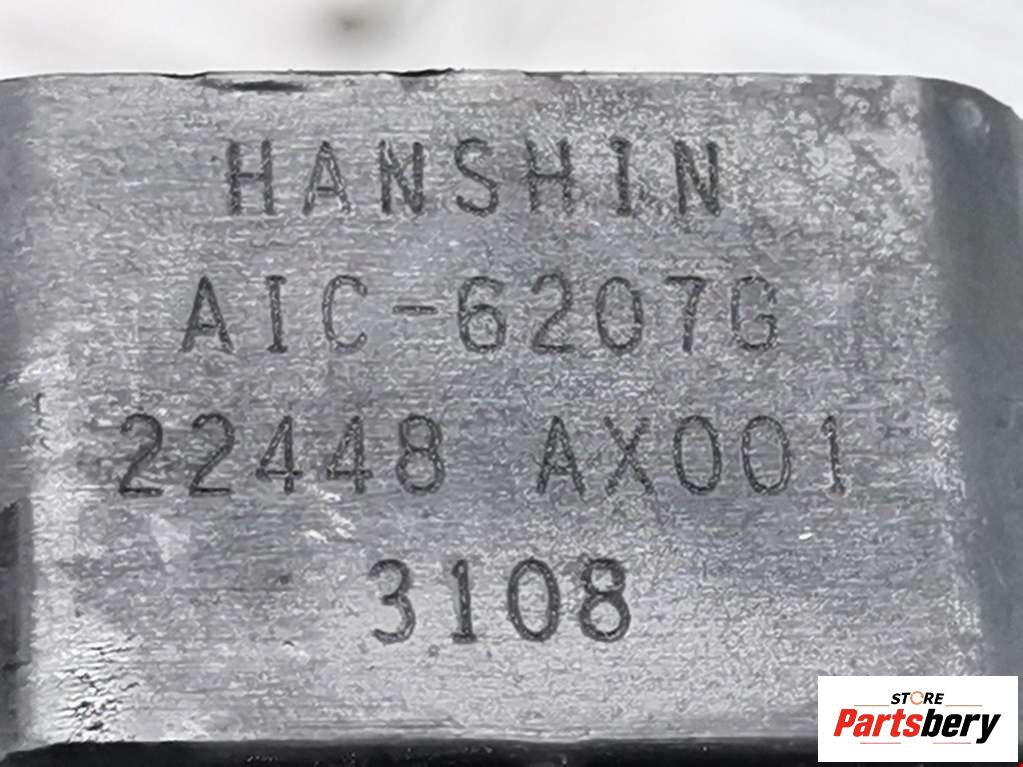 HANSHIN
AIC-6207G
22448 AX001
3108
STORE
Partsbery